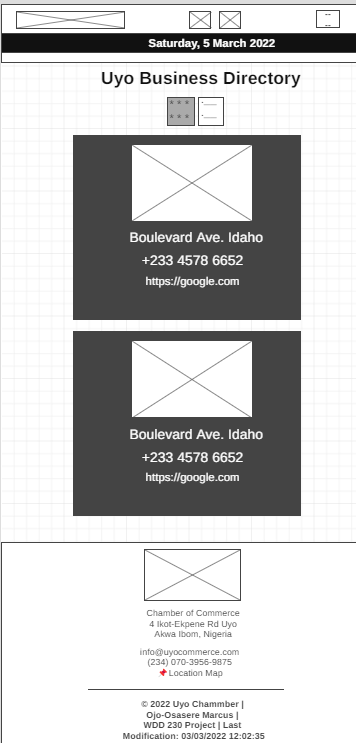 Saturday, 5 March 2022
Uyo Business Directory
Boulevard Ave. Idaho
+233 4578 6652
https://google.com
Boulevard Ave. Idaho
+233 4578 6652
https://google.com
Chamber of Commerce
4 Ikot-Ekpene Rd Uyo
Akwa Ibom, Nigeria
info@uyocommerce.com
(234) 070-3956-9875
📌 Location Map
© 2022 Uyo Chammber |
Ojo-Osasere Marcus |
WDD 230 Project | Last
Modification: 03/03/2022 12:02:35